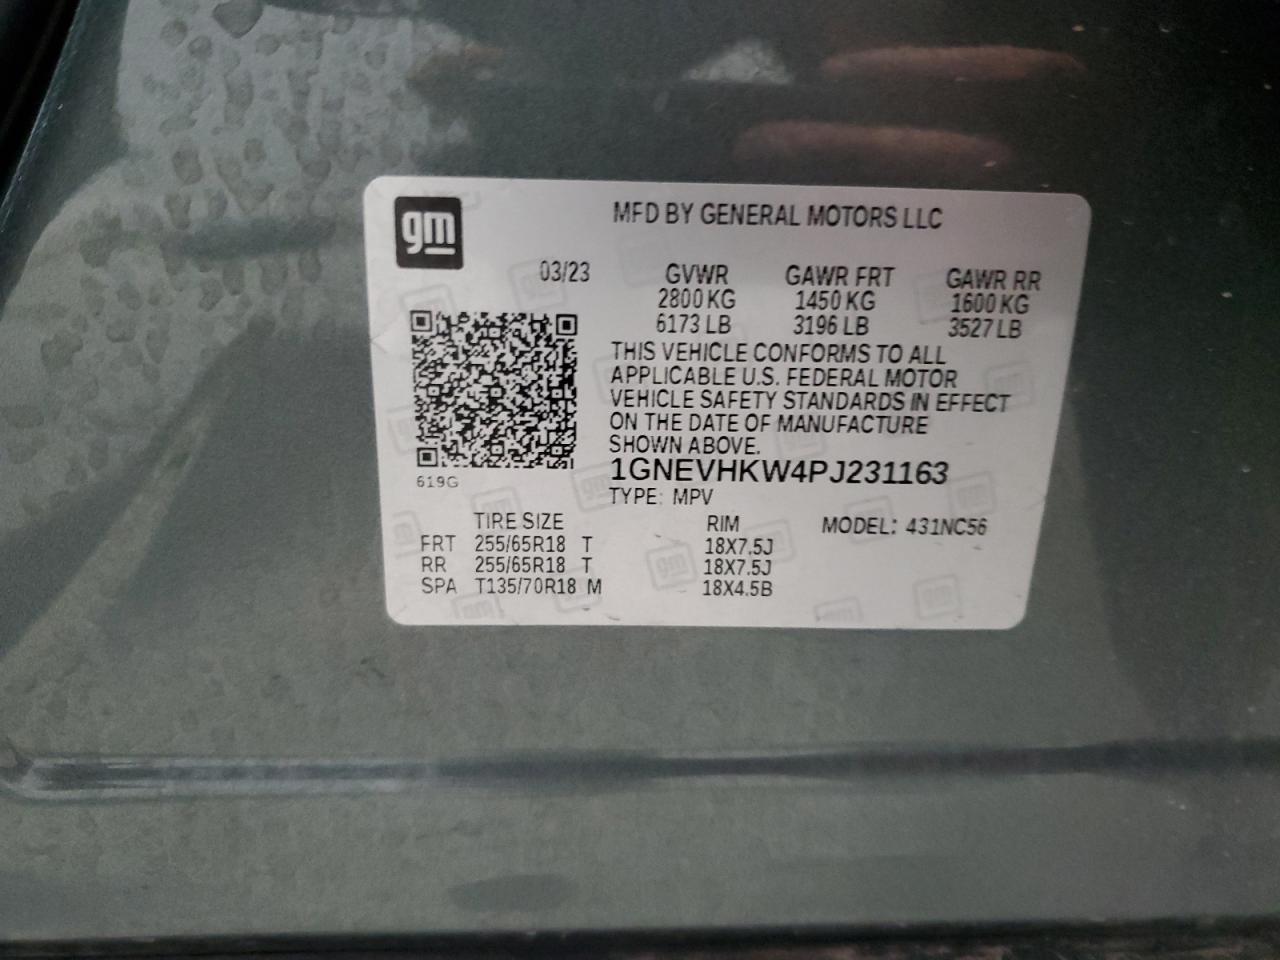 gm
MFD BY GENERAL MOTORS LLC
03/23 GVWR GAWR FRT GAWR RR
2800 KG 1450 KG 1600 KG
6173 LB 3196 LB 3527 LB
THIS VEHICLE CONFORMS TO ALL
APPLICABLE U.S. FEDERAL MOTOR
VEHICLE SAFETY STANDARDS IN EFFECT
ON THE DATE OF MANUFACTURE
SHOWN ABOVE.
1GNEVHKW4PJ231163
619G
TYPE: MPV
TIRE SIZE RIM MODEL: 431NC56
FRT 255/65R18 T 18X7.5J
RR 255/65R18 T 18X7.5J
SPA T135/70R18 M 18X4.5B